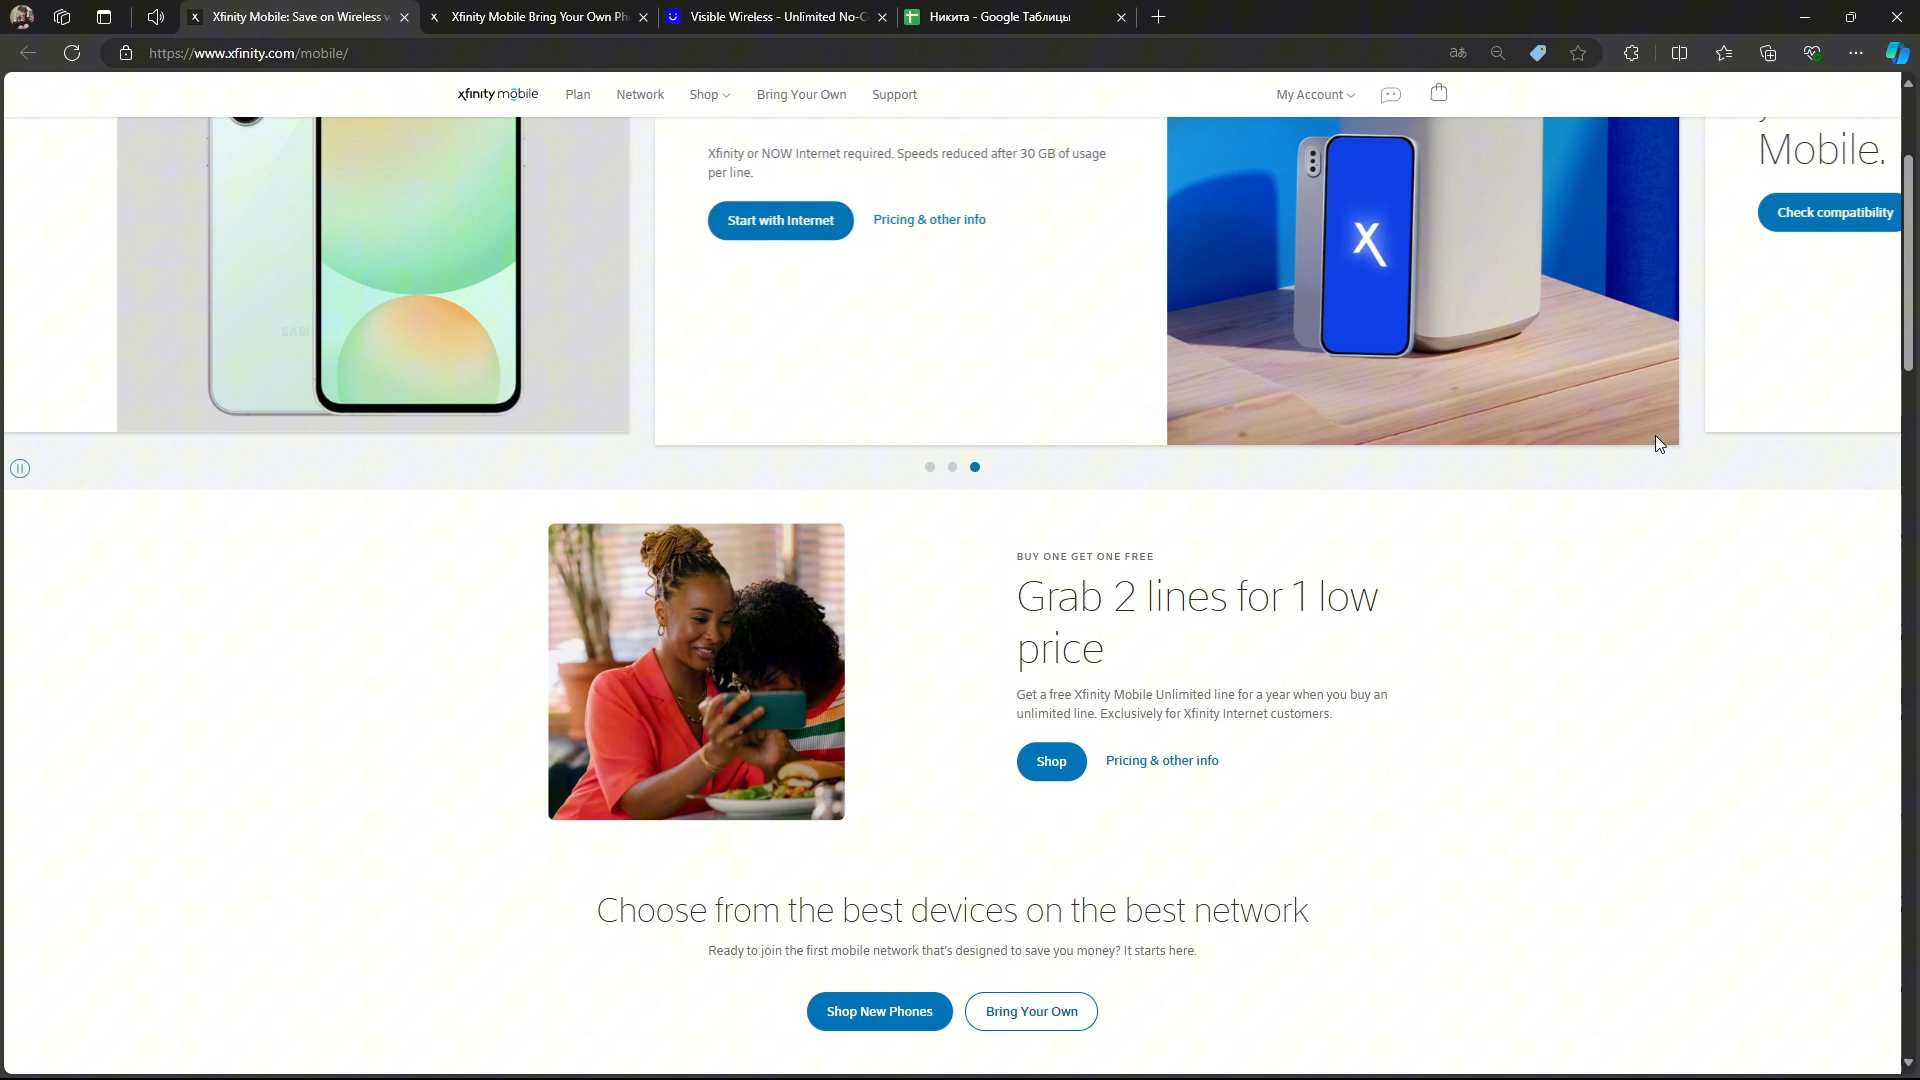 Xfinity Mobile: Save on Wireless
Xfinity Mobile Bring Your Own Ph
Visible Wireless - Unlimited No-C
Никита - Google Таблицы
https://www.xfinity.com/mobile/
aあ
xfinity mobile
Plan
Network
Shop
Bring Your Own
Support
My Account
Xfinity or NOW Internet required. Speeds reduced after 30 GB of usage
per line.
Start with Internet
Pricing & other info
X
Mobile.
Check compatibility
BUY ONE GET ONE FREE
Grab 2 lines for 1 low
price
Get a free Xfinity Mobile Unlimited line for a year when you buy an
unlimited line. Exclusively for Xfinity Internet customers.
Shop
Pricing & other info
Choose from the best devices on the best network
Ready to join the first mobile network that's designed to save you money? It starts here.
Shop New Phones
Bring Your Own